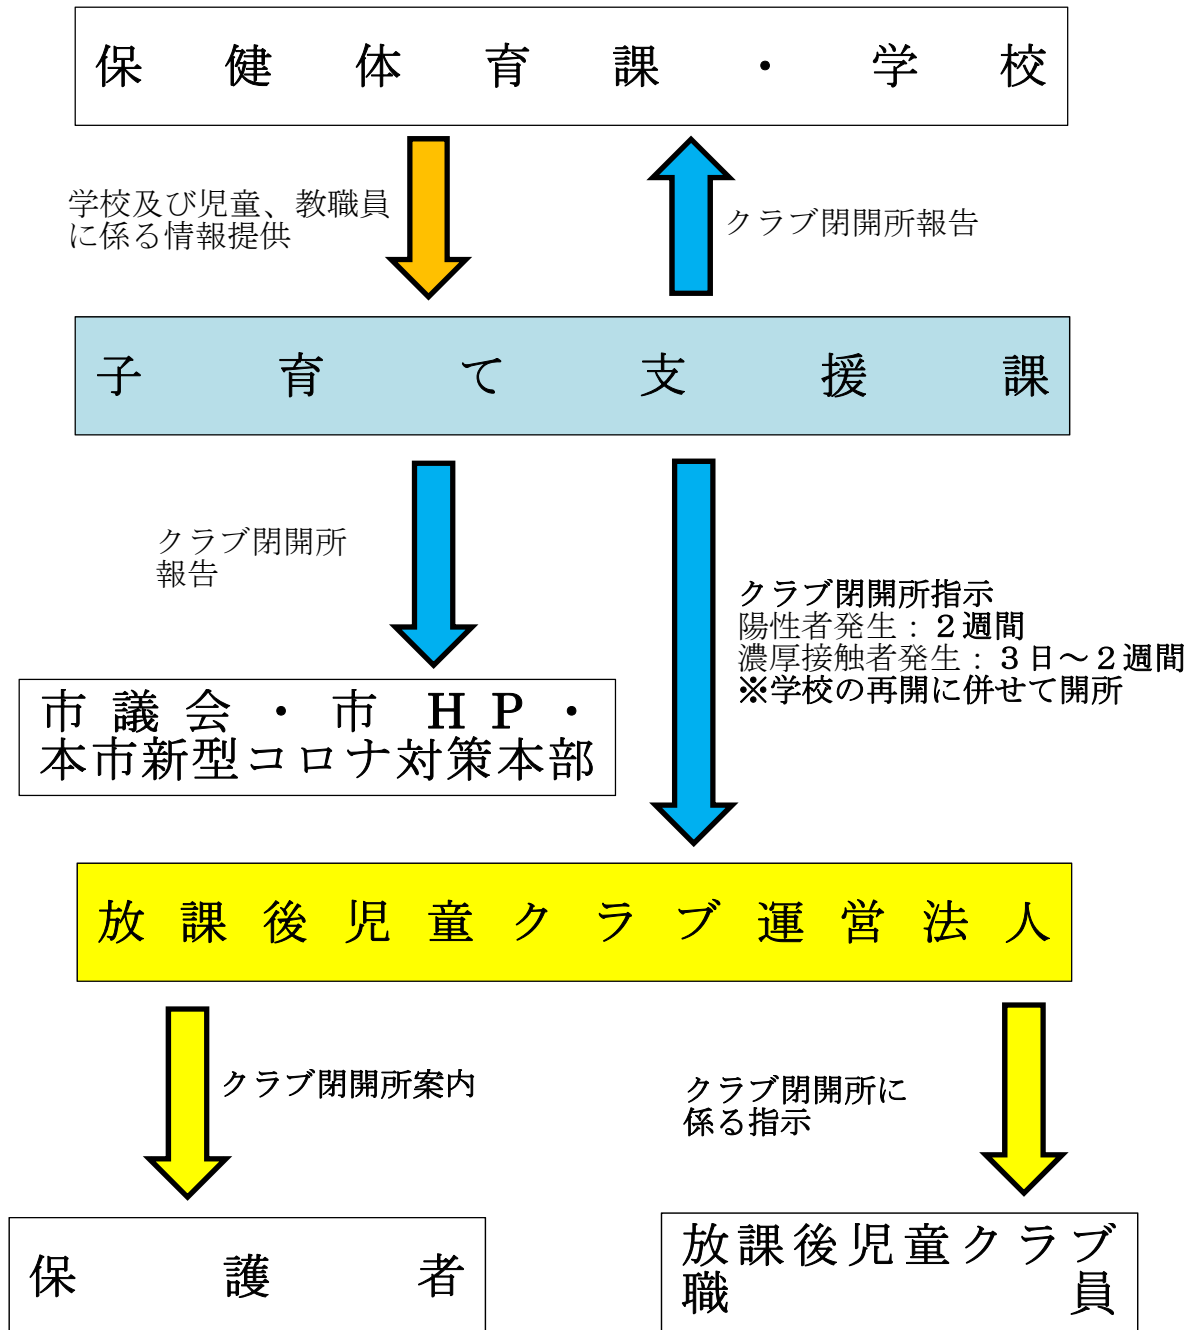 保健体育課・学校
学校及び児童、教職員
に係る情報提供
クラブ閉開所報告
子育て支援課
クラブ閉開所
報告
クラブ閉開所指示
陽性者発生：２週間
濃厚接触者発生：３日～２週間
※学校の再開に併せて開所
市議会・市HP・
本市新型コロナ対策本部
放課後児童クラブ運営法人
クラブ閉開所案内
クラブ閉開所に
係る指示
保護者
放課後児童クラブ
職員